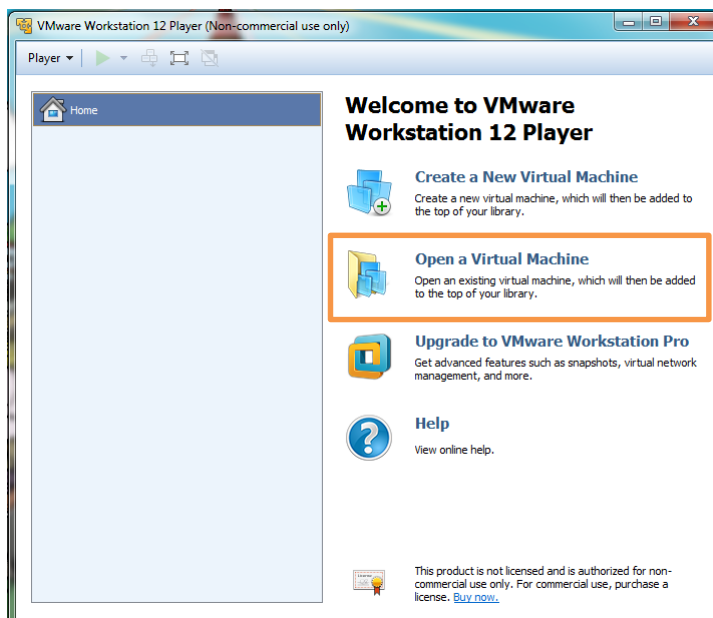 VMware Workstation 12 Player (Non-commercial use only)
Player
Home
Welcome to VMware
Workstation 12 Player
Create a New Virtual Machine
Create a new virtual machine, which will then be added to
the top of your library.
Open a Virtual Machine
Open an existing virtual machine, which will then be added
to the top of your library.
Upgrade to VMware Workstation Pro
Get advanced features such as snapshots, virtual network
management, and more.
Help
View online help.
This product is not licensed and is authorized for non-
commercial use only. For commercial use, purchase a
license. Buy now.